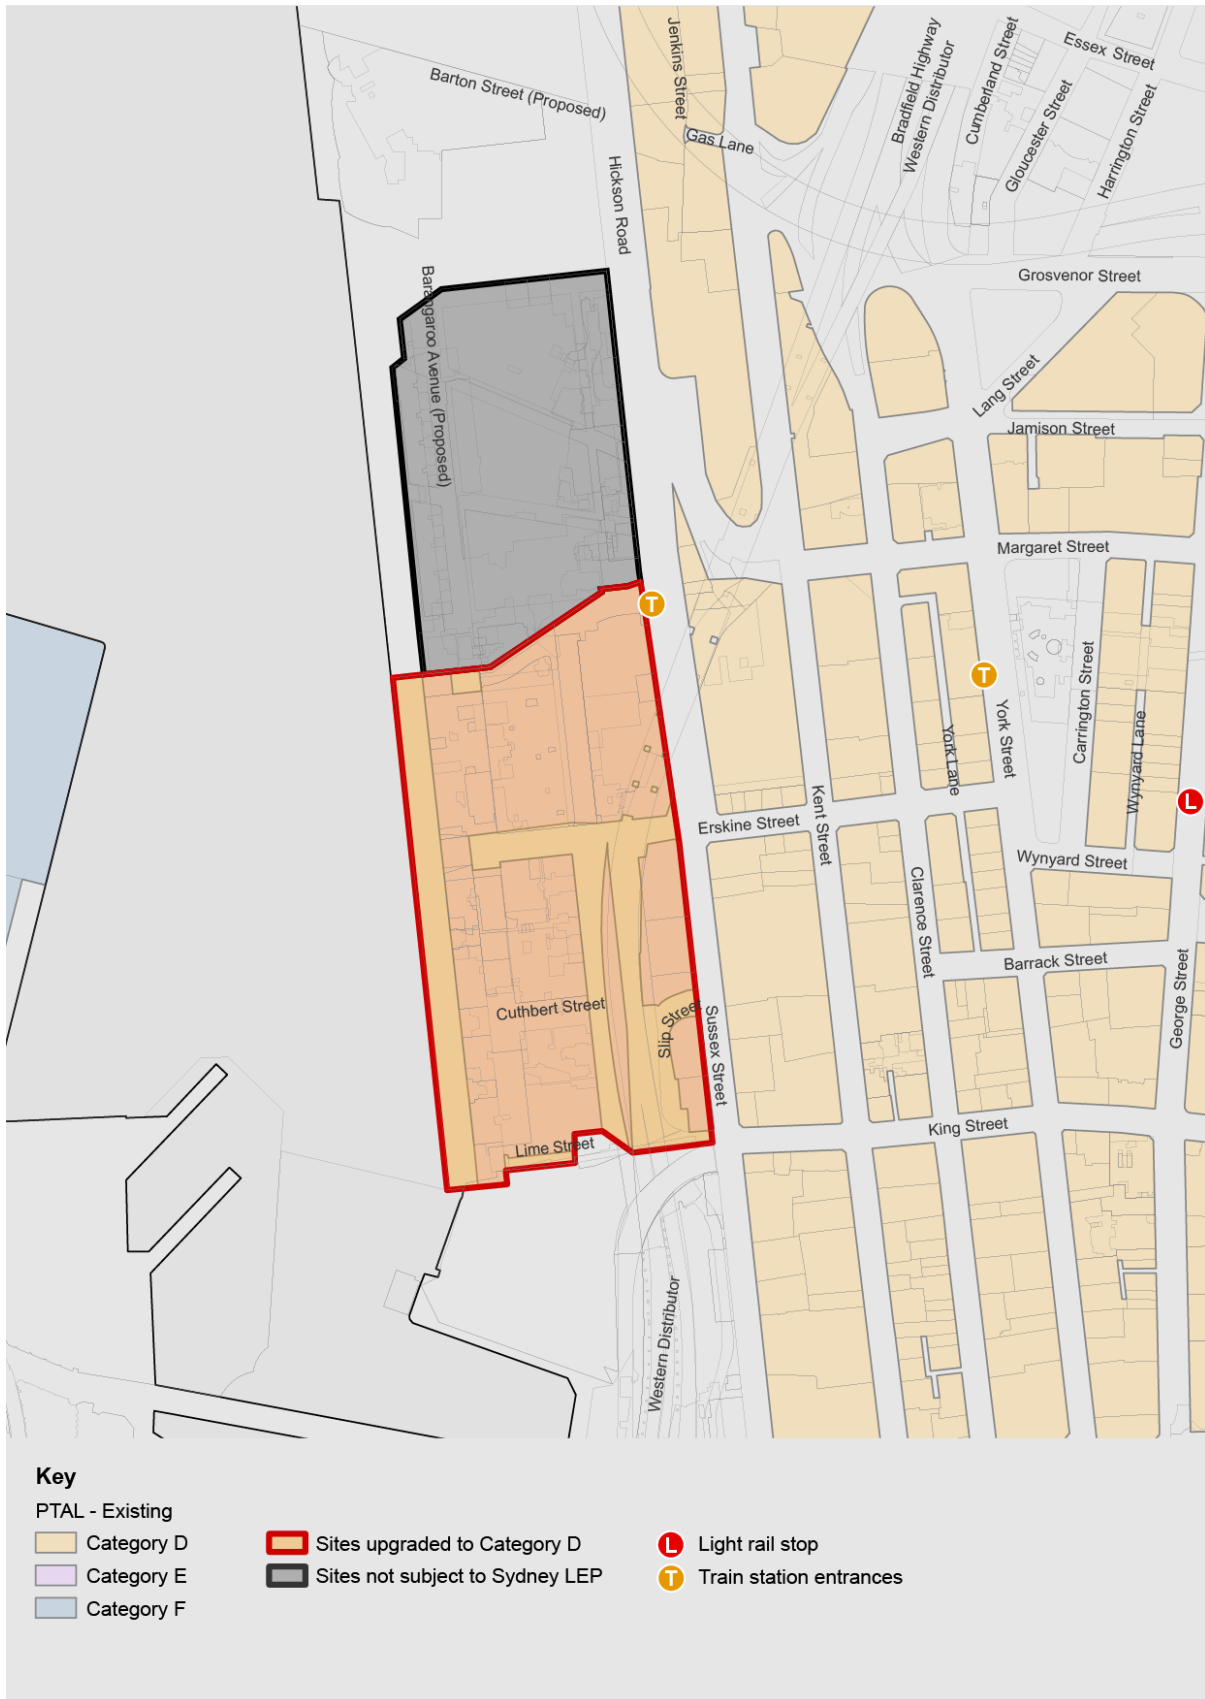 Jenkins Street
Bradfield Highway
Western Distributor
Cumberland Street
Essex Street
Gloucester Street
Harrington Street
Barton Street (Proposed)
Gas Lane
Hickson Road
Grosvenor Street
Barangaroo Avenue (Proposed)
Lang Street
Jamison Street
Margaret Street
T
T
Carrington Street
York Street
York Lane
Wynyard Lane
L
Kent Street
Erskine Street
Wynyard Street
Clarence Street
Barrack Street
George Street
Cuthbert Street
Slip Street
Sussex Street
King Street
Lime Street
Western Distributor
Key
PTAL - Existing
Category D
Category E
Category F
Sites upgraded to Category D
Sites not subject to Sydney LEP
L Light rail stop
T Train station entrances